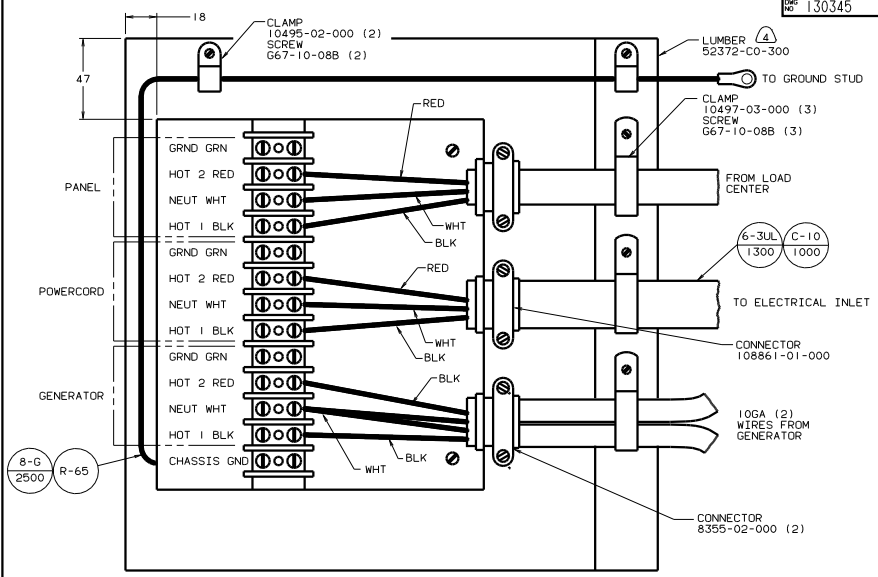 DWG NO 130345
18
CLAMP
10495-02-000 (2)
SCREW
G67-10-08B (2)
LUMBER 4
52372-C0-300
47
TO GROUND STUD
CLAMP
10497-03-000 (3)
SCREW
G67-10-08B (3)
RED
PANEL
GRND GRN
HOT 2 RED
NEUT WHT
HOT 1 BLK
WHT
BLK
FROM LOAD
CENTER
6-3UL C-10
1300 1000
POWERCORD
GRND GRN
HOT 2 RED
NEUT WHT
HOT 1 BLK
RED
WHT
BLK
TO ELECTRICAL INLET
CONNECTOR
108861-01-000
GENERATOR
GRND GRN
HOT 2 RED
NEUT WHT
HOT 1 BLK
CHASSIS GND
BLK
BLK
WHT
10GA (2)
WIRES FROM
GENERATOR
8-G R-65
2500
CONNECTOR
8355-02-000 (2)